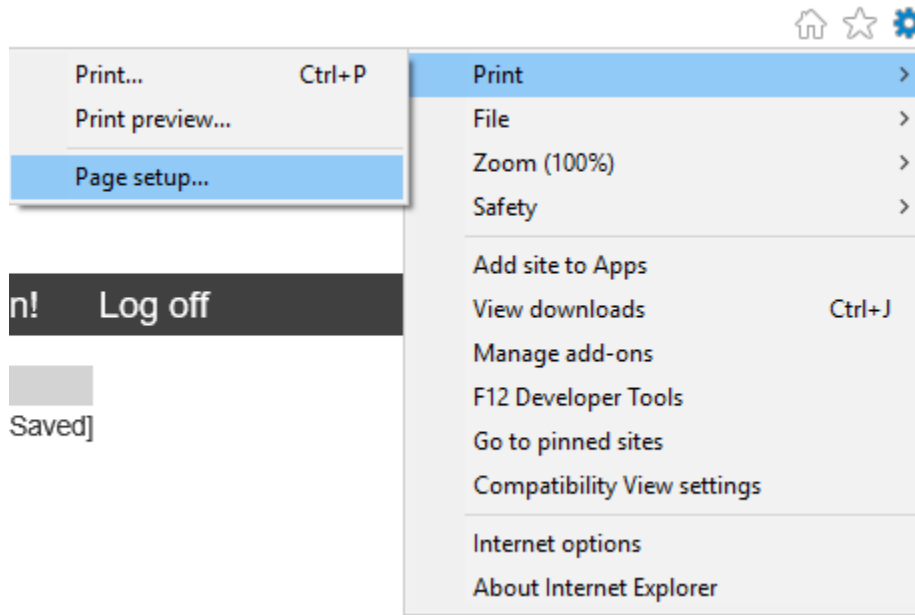 Print... Ctrl+P
Print preview...
Page setup...
Print
File
Zoom (100%)
Safety
Add site to Apps
View downloads Ctrl+J
Manage add-ons
F12 Developer Tools
Go to pinned sites
Compatibility View settings
Internet options
About Internet Explorer
n! Log off
Saved]